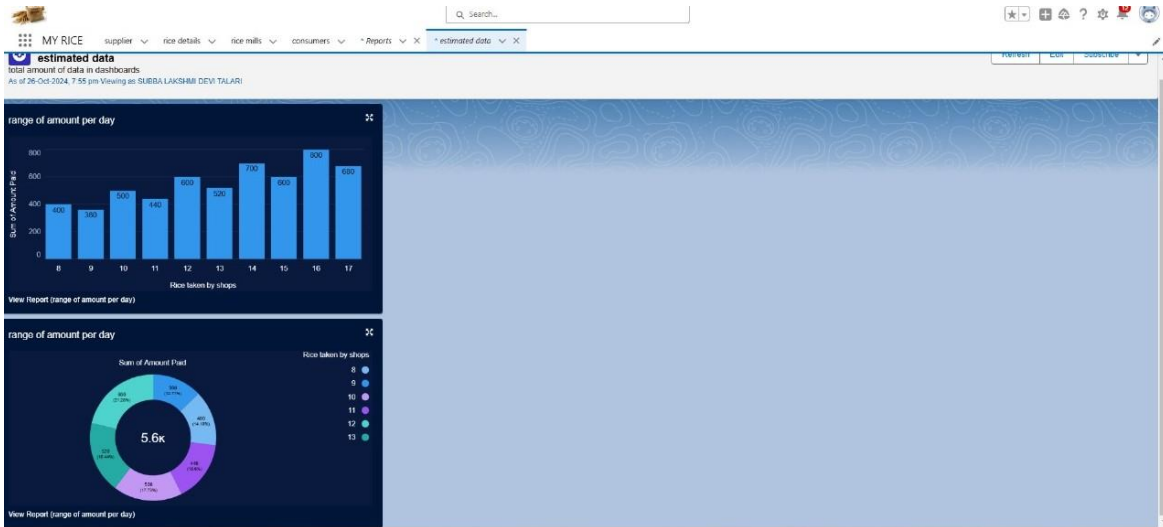 Search...
MY RICE supplier rice details rice mills consumers * Reports * estimated data
estimated data
Refresh Edit Subscribe
total amount of data in dashboards
As of 26-Oct-2024, 7:55 pm·Viewing as SUBBA LAKSHMI DEVI TALARI
range of amount per day
Sum of Amount Paid
800
600
400
200
0
400 360 500 440 600 520 700 600 800 680
8 9 10 11 12 13 14 15 16 17
Rice taken by shops
View Report (range of amount per day)
range of amount per day
Sum of Amount Paid
Rice taken by shops
8
9
10
11
12
13
5.6K
View Report (range of amount per day)